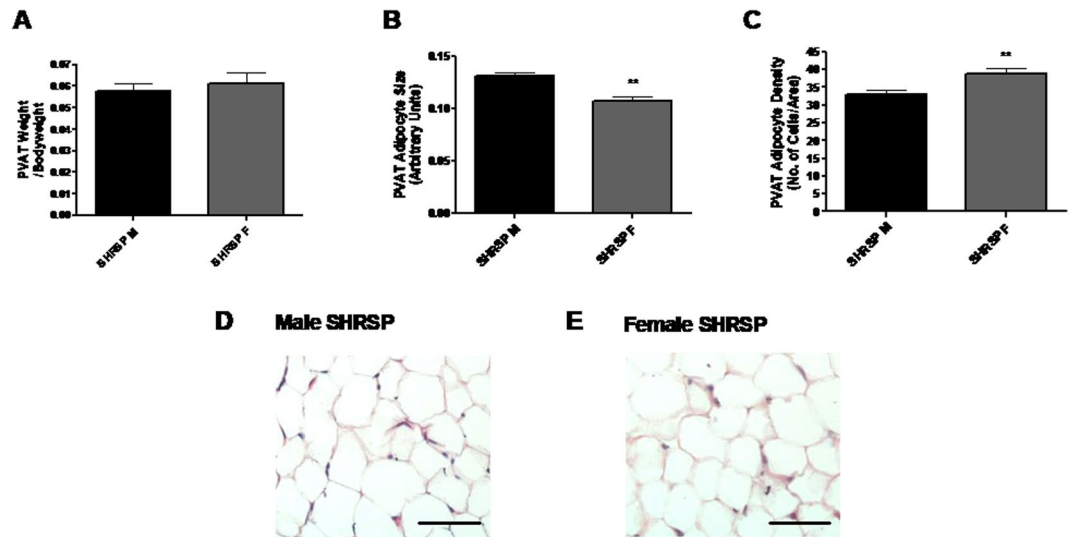 A
B
C
PVAT Weight
/Bodyweight
0.07
0.06
0.05
0.04
0.03
0.02
0.01
0.00
SHRSP M
SHRSP F
PVAT Adipocyte Size
(Arbitrary Units)
0.15
0.10
0.05
0.00
**
SHRSP M
SHRSP F
PVAT Adipocyte Density
(No. of Cells/Area)
45
40
35
30
25
20
15
10
5
0
**
SHRSP M
SHRSP F
D Male SHRSP
E Female SHRSP